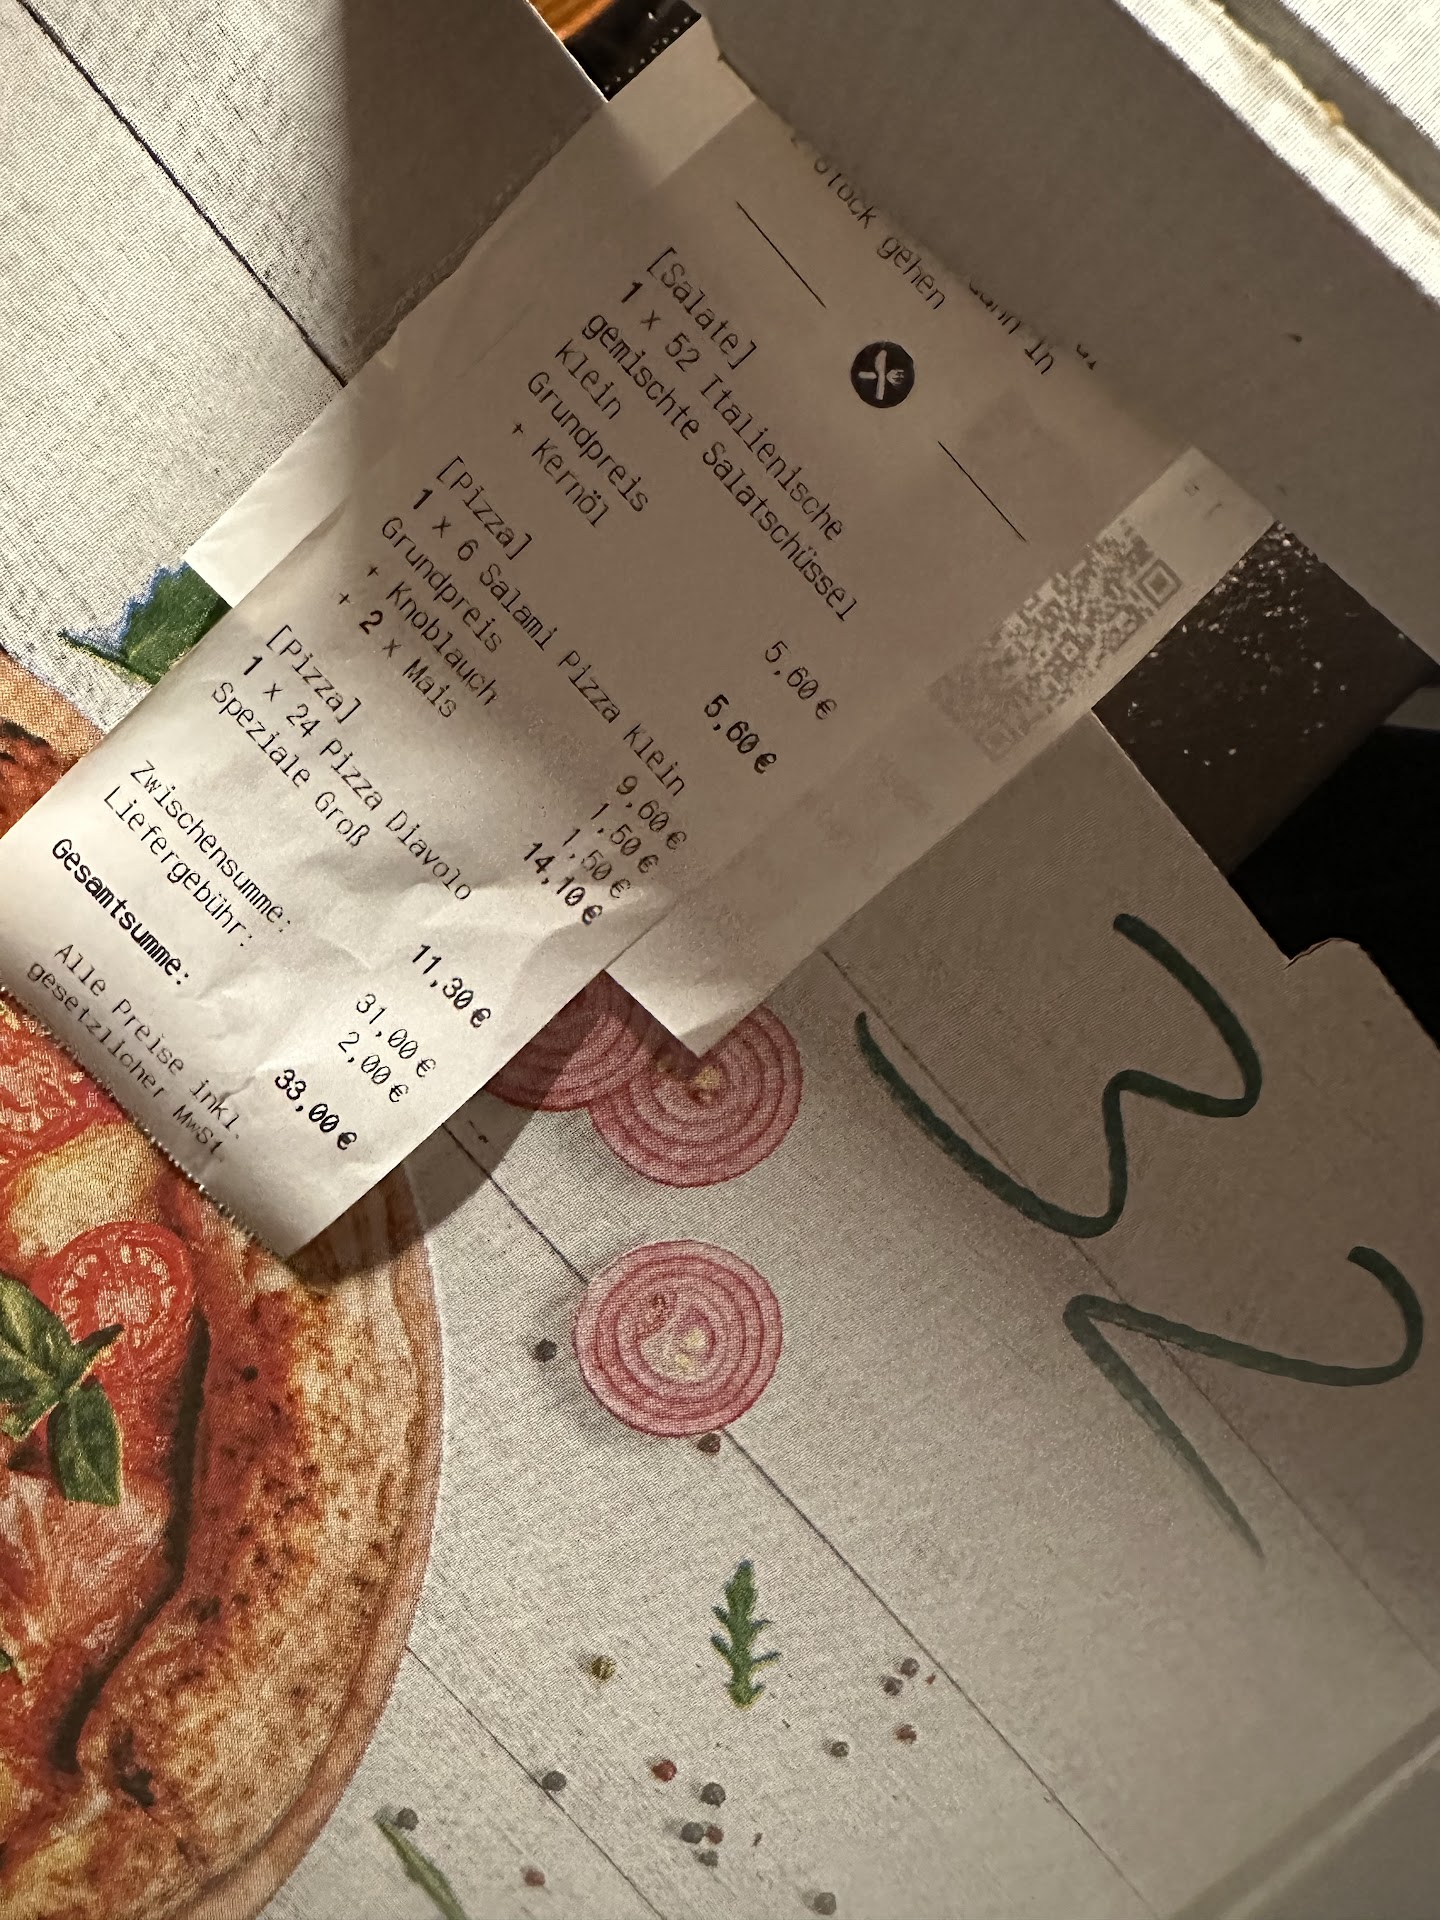 Stock gehen
dann in
[Salate]
1 x 52 Italienische
gemischte Salatschüssel
klein
Grundpreis 5,60€
+ Kernöl
5,60€
[Pizza]
1 x 6 Salami Pizza klein
Grundpreis 9,60€
+ Knoblauch 1,50€
+ 2 x Mais 1,50€
14,10€
[Pizza]
1 x 24 Pizza Diavolo
Speziale Groß
11,30€
Zwischensumme: 31,00€
Liefergebühr: 2,00€
Gesamtsumme: 33,00€
Alle Preise inkl.
gesetzlicher MwSt.